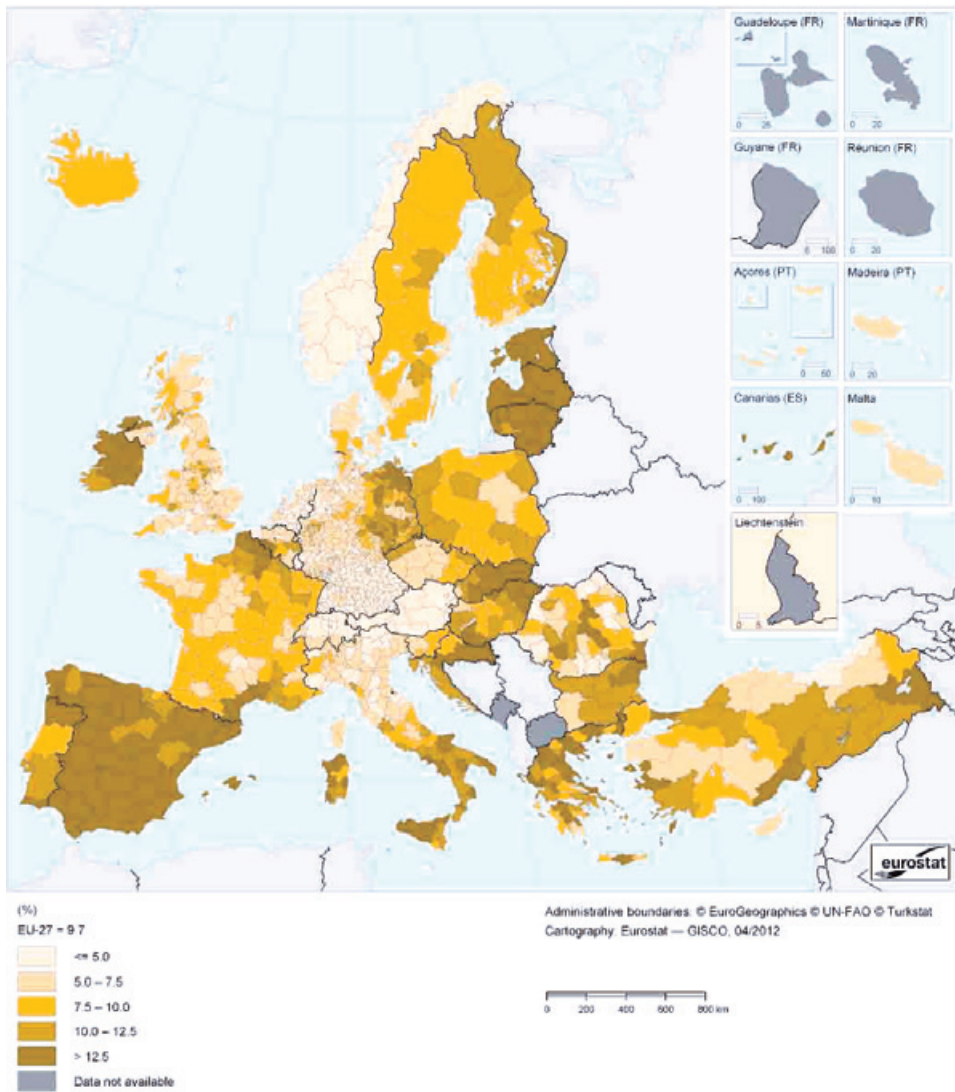 Guadeloupe (FR)
Martinique (FR)
0 25
0 20
Guyane (FR)
Réunion (FR)
0 100
0 20
Açores (PT)
Madeira (PT)
0 50
0 20
Canarias (ES)
Malta
0 100
0 10
Liechtenstein
0 5
eurostat
(%)
EU-27 = 9 7
<= 5.0
5.0 – 7.5
7.5 – 10.0
10.0 – 12.5
> 12.5
Data not available
Administrative boundaries: © EuroGeographics © UN-FAO © Turkstat
Cartography: Eurostat — GISCO, 04/2012
0 200 400 600 800 km